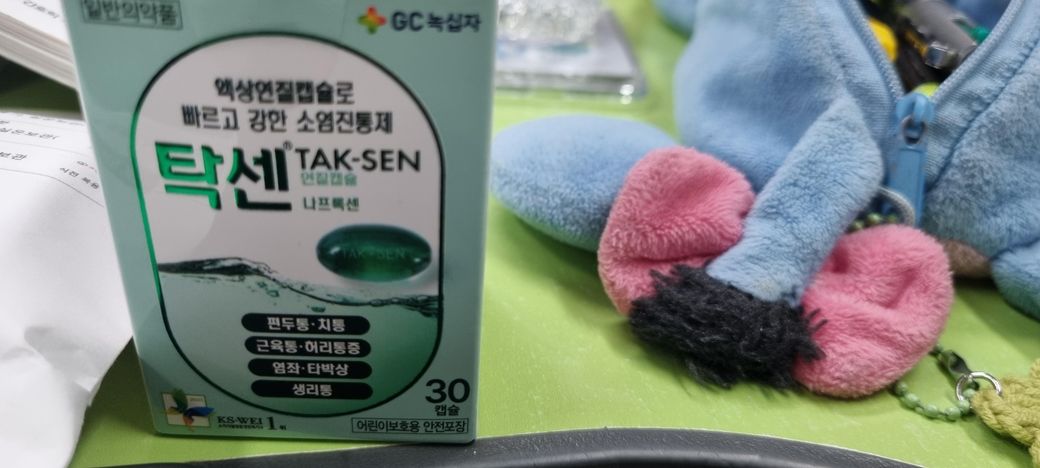 일반의약품
GC 녹십자
액상연질캡슐로
빠르고 강한 소염진통제
탁센® TAK-SEN
연질캡슐
나프록센
TAK-SEN
편두통·치통
근육통·허리통증
염좌·타박상
생리통
30
캡슐
KS-WEI 1위
어린이보호용 안전포장